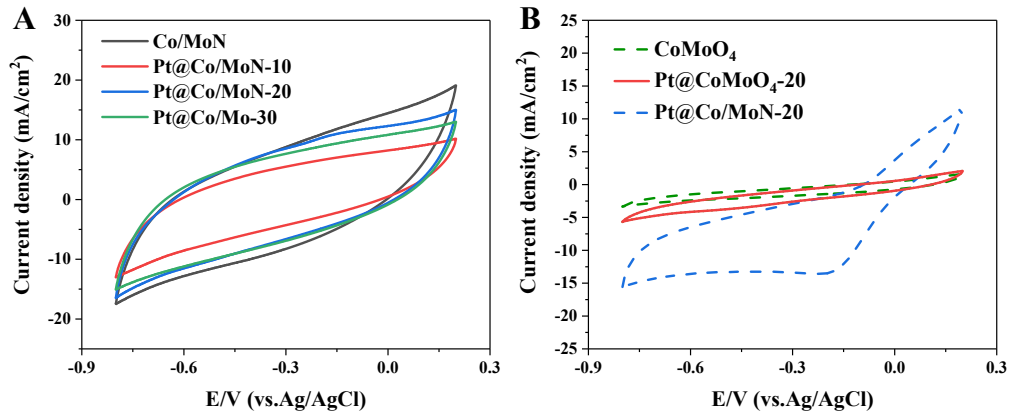 A
Co/MoN
Pt@Co/MoN-10
Pt@Co/MoN-20
Pt@Co/Mo-30
30
20
10
0
-10
-20
-0.9
-0.6
-0.3
0.0
0.3
Current density (mA/cm²)
E/V (vs.Ag/AgCl)
B
CoMoO₄
Pt@CoMoO₄-20
Pt@Co/MoN-20
25
20
15
10
5
0
-5
-10
-15
-20
-25
-0.9
-0.6
-0.3
0.0
0.3
Current density (mA/cm²)
E/V (vs.Ag/AgCl)